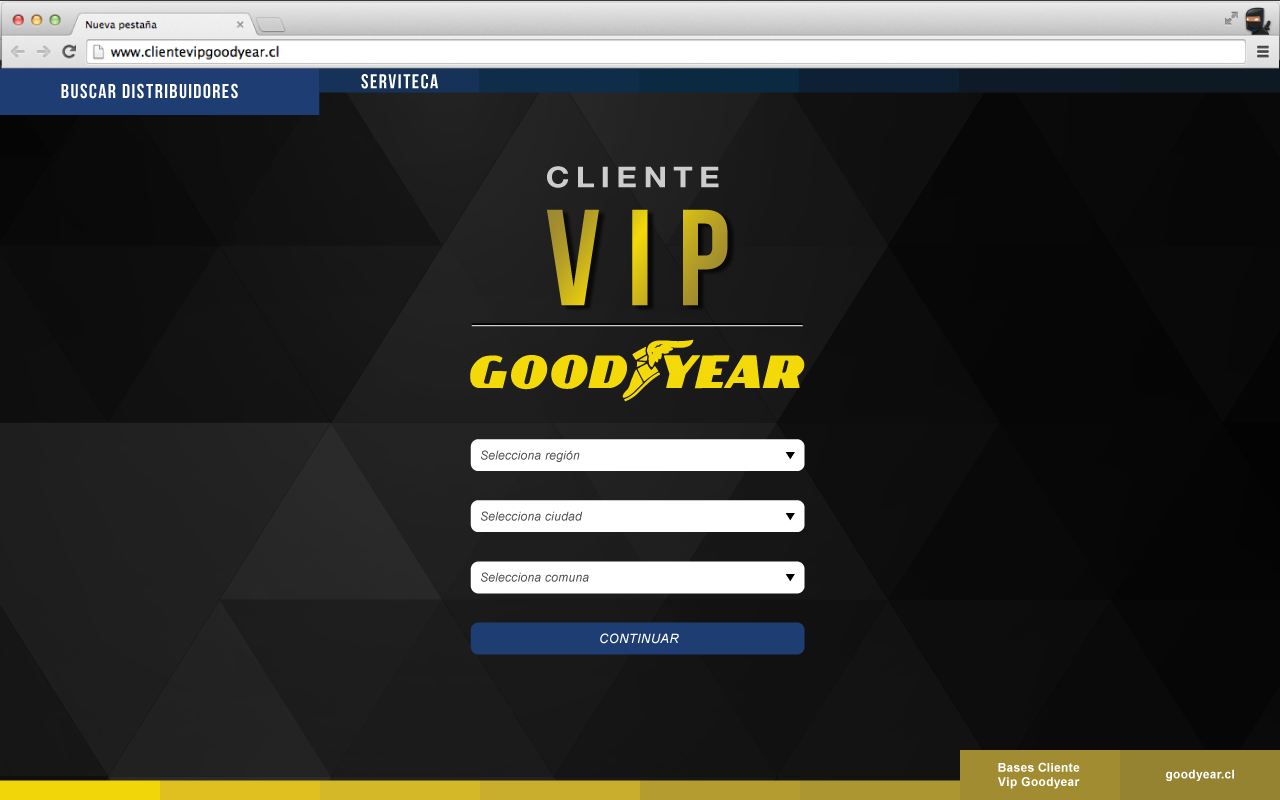 Nueva pestaña
www.clientevipgoodyear.cl
BUSCAR DISTRIBUIDORES
SERVITECA
CLIENTE
VIP
GOODYEAR
Selecciona región
Selecciona ciudad
Selecciona comuna
CONTINUAR
Bases Cliente
Vip Goodyear
goodyear.cl